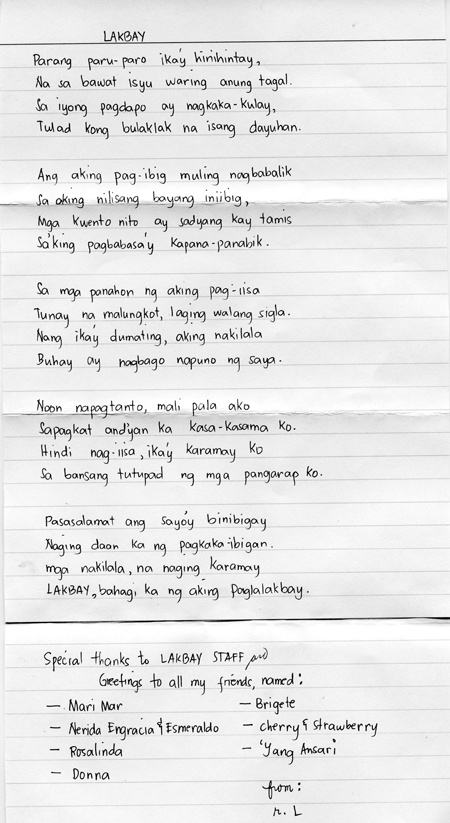 LAKBAY
Parang paru-paro ika'y hinihintay,
Na sa bawat isyu waring anung tagal.
Sa iyong pagdapo ay nagkaka-kulay,
Tulad kong bulaklak na isang dayuhan.
Ang aking pag-ibig muling nagbabalik
Sa aking nilisang bayang iniibig,
Mga kwento nito ay sadyang kay tamis
Sa'king pagbabasa'y kapana-panabik.
Sa mga panahon ng aking pag-iisa
Tunay na malungkot, laging walang sigla.
Nang ika'y dumating, aking nakilala
Buhay ay nagbago napuno ng saya.
Noon napagtanto, mali pala ako
Sapagkat and'yan ka kasa-kasama ko.
Hindi nag-iisa, ika'y karamay ko
Sa bansang tutupad ng mga pangarap ko.
Pasasalamat ang sayo'y binibigay
Naging daan ka ng pagkaka-ibigan.
mga nakilala, na naging karamay
LAKBAY, bahagi ka ng aking paglalakbay.
Special thanks to LAKBAY STAFF and
Greetings to all my friends, named:
- Mari Mar
- Nerida Engracia & Esmeraldo
- Rosalinda
- Donna
- Brigete
- cherry & strawberry
- 'Yang Ansari
from:
r. L